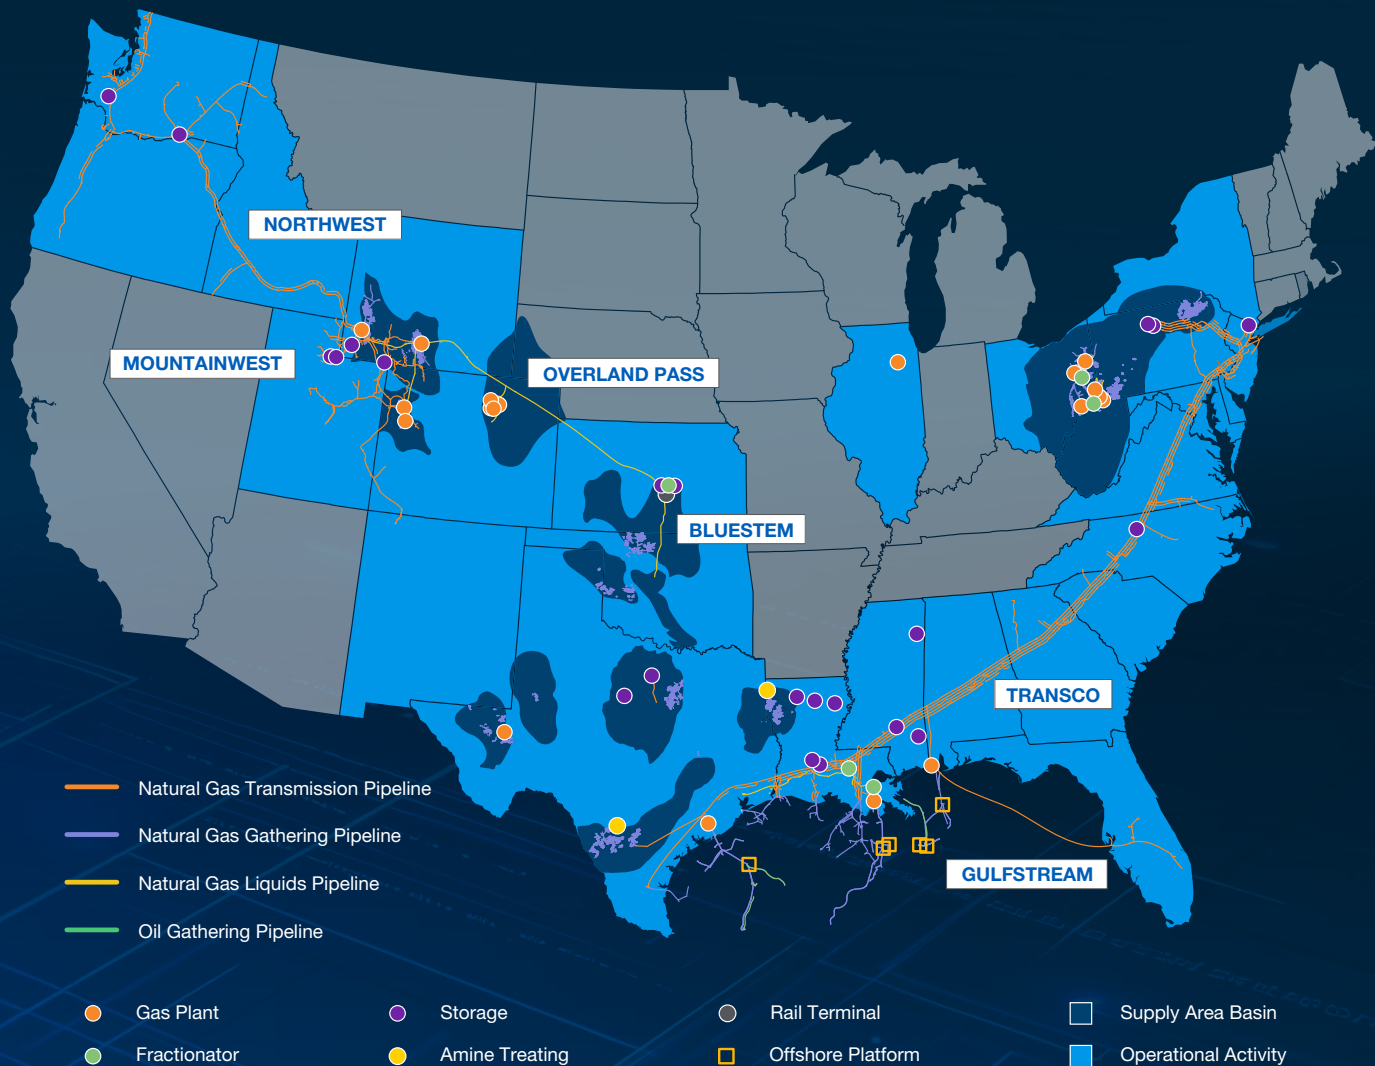 NORTHWEST
MOUNTAINWEST
OVERLAND PASS
BLUESTEM
TRANSCO
GULFSTREAM
Natural Gas Transmission Pipeline
Natural Gas Gathering Pipeline
Natural Gas Liquids Pipeline
Oil Gathering Pipeline
Gas Plant
Storage
Rail Terminal
Supply Area Basin
Fractionator
Amine Treating
Offshore Platform
Operational Activity